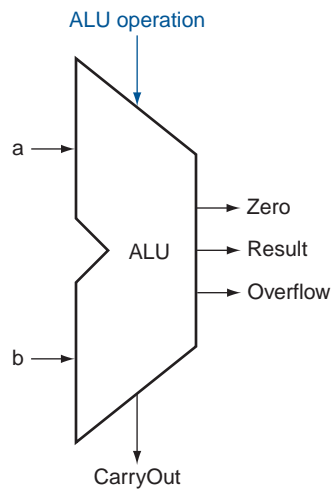 ALU operation
a
Zero
ALU
Result
Overflow
b
CarryOut